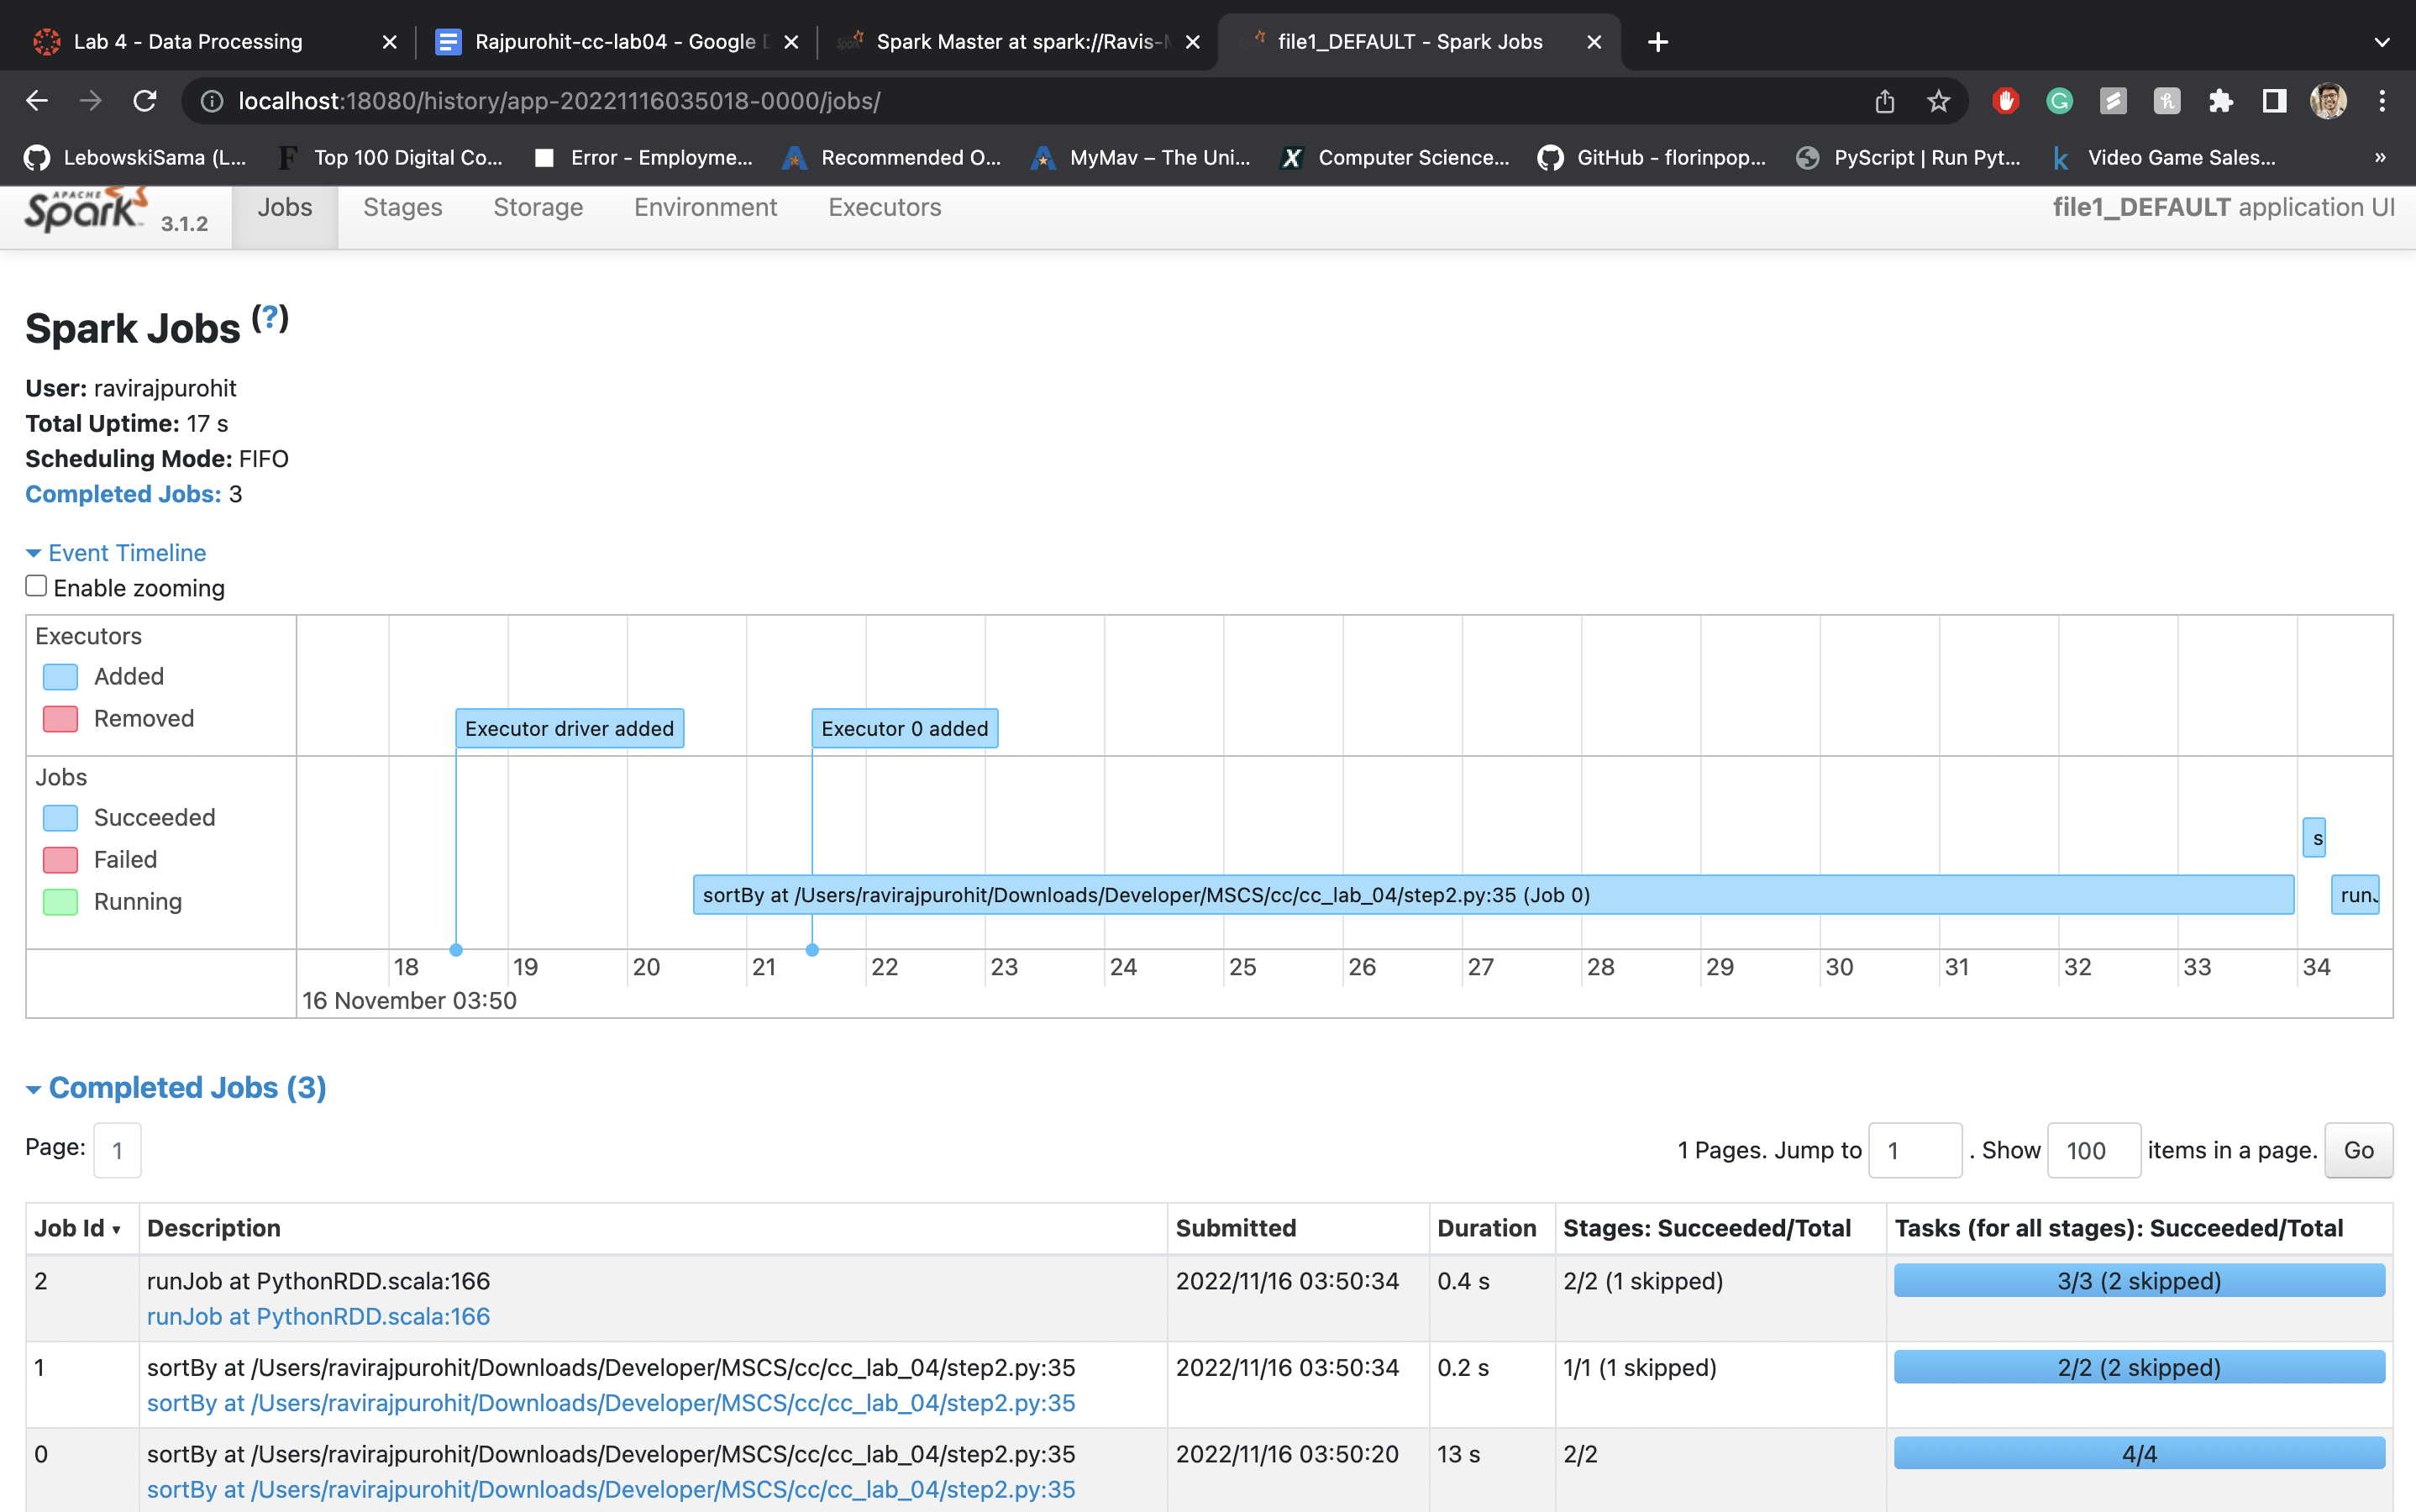 Lab 4 - Data Processing
Rajpurohit-cc-lab04 - Google
Spark Master at spark://Ravis-
file1_DEFAULT - Spark Jobs
localhost:18080/history/app-20221116035018-0000/jobs/
LebowskiSama (L...
Top 100 Digital Co...
Error - Employme...
Recommended O...
MyMav – The Uni...
Computer Science...
GitHub - florinpop...
PyScript | Run Pyt...
Video Game Sales...
»
APACHE
Spark 3.1.2
Jobs
Stages
Storage
Environment
Executors
file1_DEFAULT application UI
Spark Jobs (?)
User: ravirajpurohit
Total Uptime: 17 s
Scheduling Mode: FIFO
Completed Jobs: 3
Event Timeline
Enable zooming
Executors
Added
Removed
Executor driver added
Executor 0 added
Jobs
Succeeded
Failed
Running
s
sortBy at /Users/ravirajpurohit/Downloads/Developer/MSCS/cc/cc_lab_04/step2.py:35 (Job 0)
runJ
18 19 20 21 22 23 24 25 26 27 28 29 30 31 32 33 34
16 November 03:50
Completed Jobs (3)
Page: 1
1 Pages. Jump to 1 . Show 100 items in a page. Go
Job Id ▾ Description Submitted Duration Stages: Succeeded/Total Tasks (for all stages): Succeeded/Total
2 runJob at PythonRDD.scala:166 2022/11/16 03:50:34 0.4 s 2/2 (1 skipped) 3/3 (2 skipped)
runJob at PythonRDD.scala:166
1 sortBy at /Users/ravirajpurohit/Downloads/Developer/MSCS/cc/cc_lab_04/step2.py:35 2022/11/16 03:50:34 0.2 s 1/1 (1 skipped) 2/2 (2 skipped)
sortBy at /Users/ravirajpurohit/Downloads/Developer/MSCS/cc/cc_lab_04/step2.py:35
0 sortBy at /Users/ravirajpurohit/Downloads/Developer/MSCS/cc/cc_lab_04/step2.py:35 2022/11/16 03:50:20 13 s 2/2 4/4
sortBy at /Users/ravirajpurohit/Downloads/Developer/MSCS/cc/cc_lab_04/step2.py:35